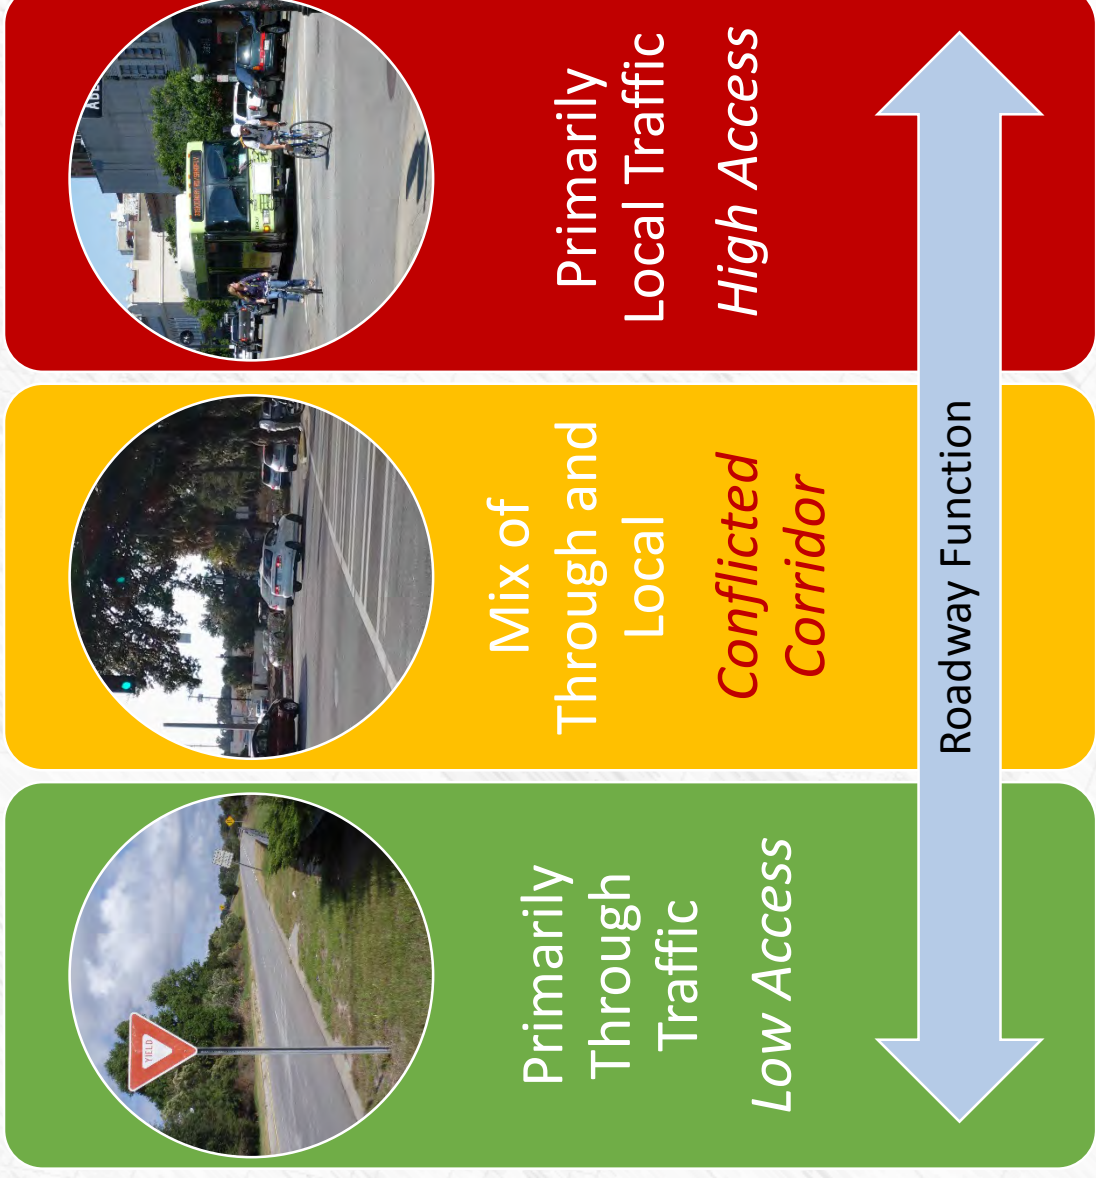 YIELD
Primarily
Through
Traffic
Low Access
Mix of
Through and
Local
Conflicted
Corridor
Primarily
Local Traffic
High Access
Roadway Function